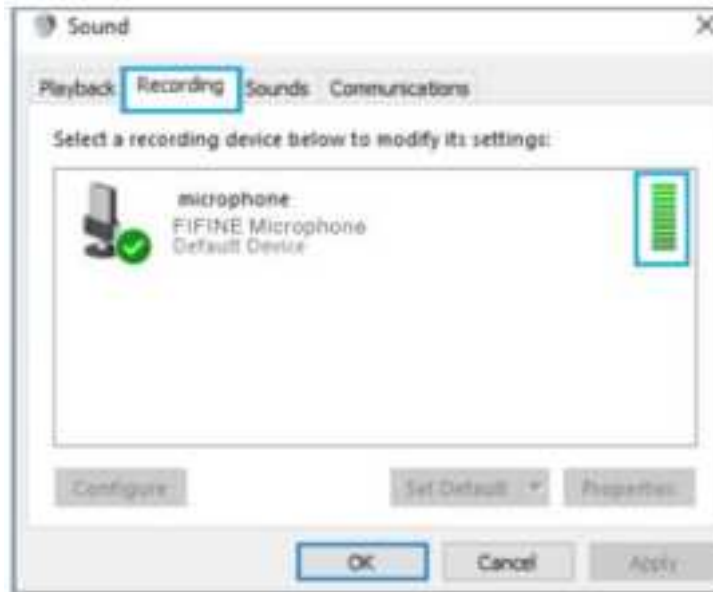 Sound
Playback Recording Sounds Communications
Select a recording device below to modify its settings:
microphone
FIFINE Microphone
Default Device
Configure Set Default Properties
OK Cancel Apply